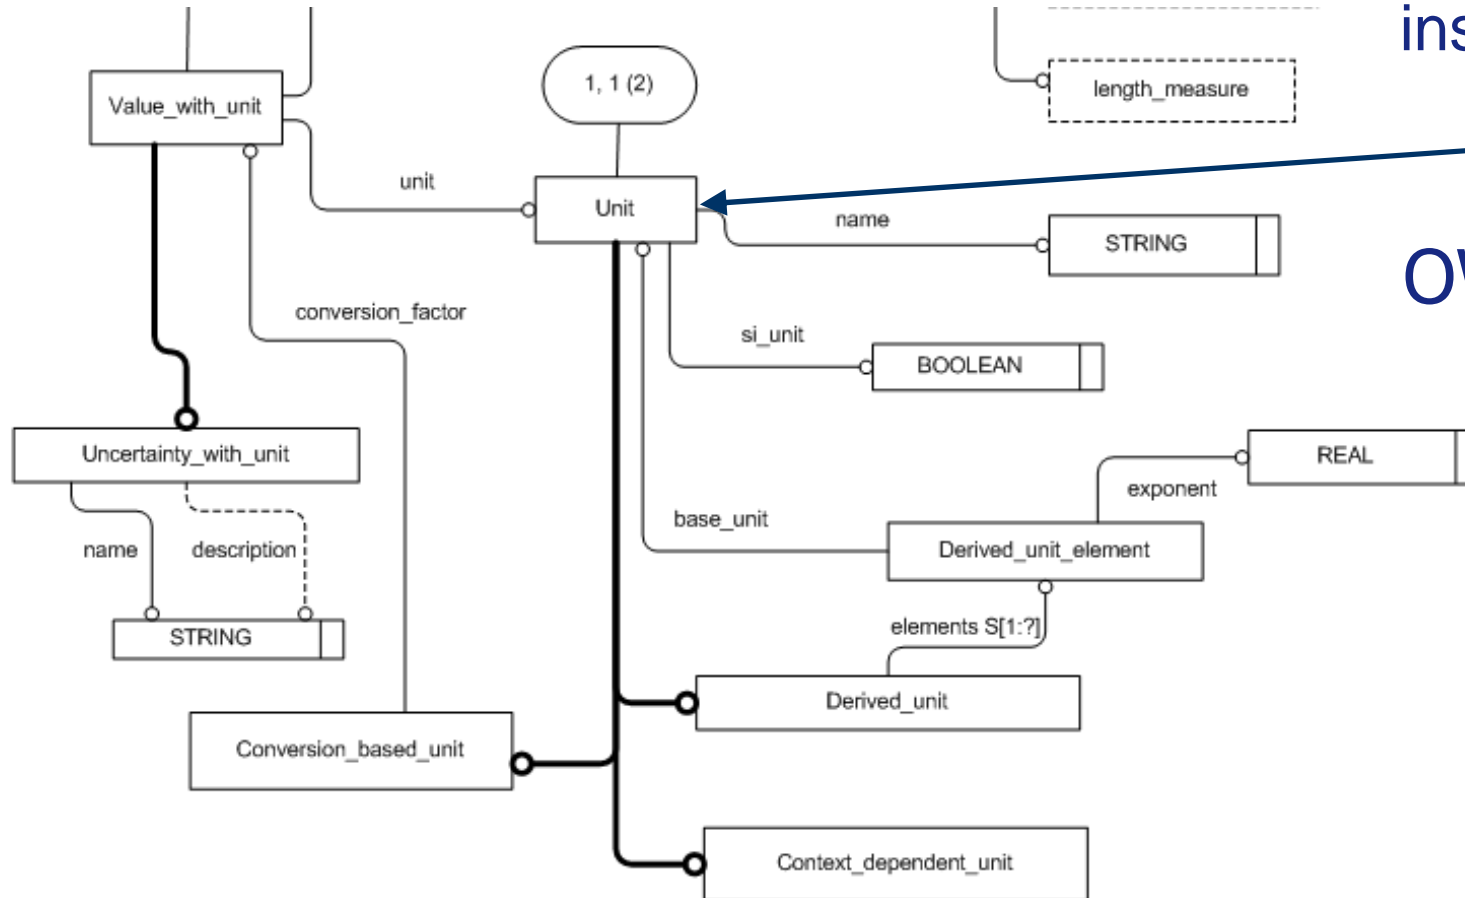 ins
Value_with_unit
1, 1 (2)
length_measure
unit
Unit
name
STRING
conversion_factor
si_unit
BOOLEAN
Uncertainty_with_unit
REAL
exponent
name
description
base_unit
Derived_unit_element
STRING
elements S[1:?]
Derived_unit
Conversion_based_unit
Context_dependent_unit